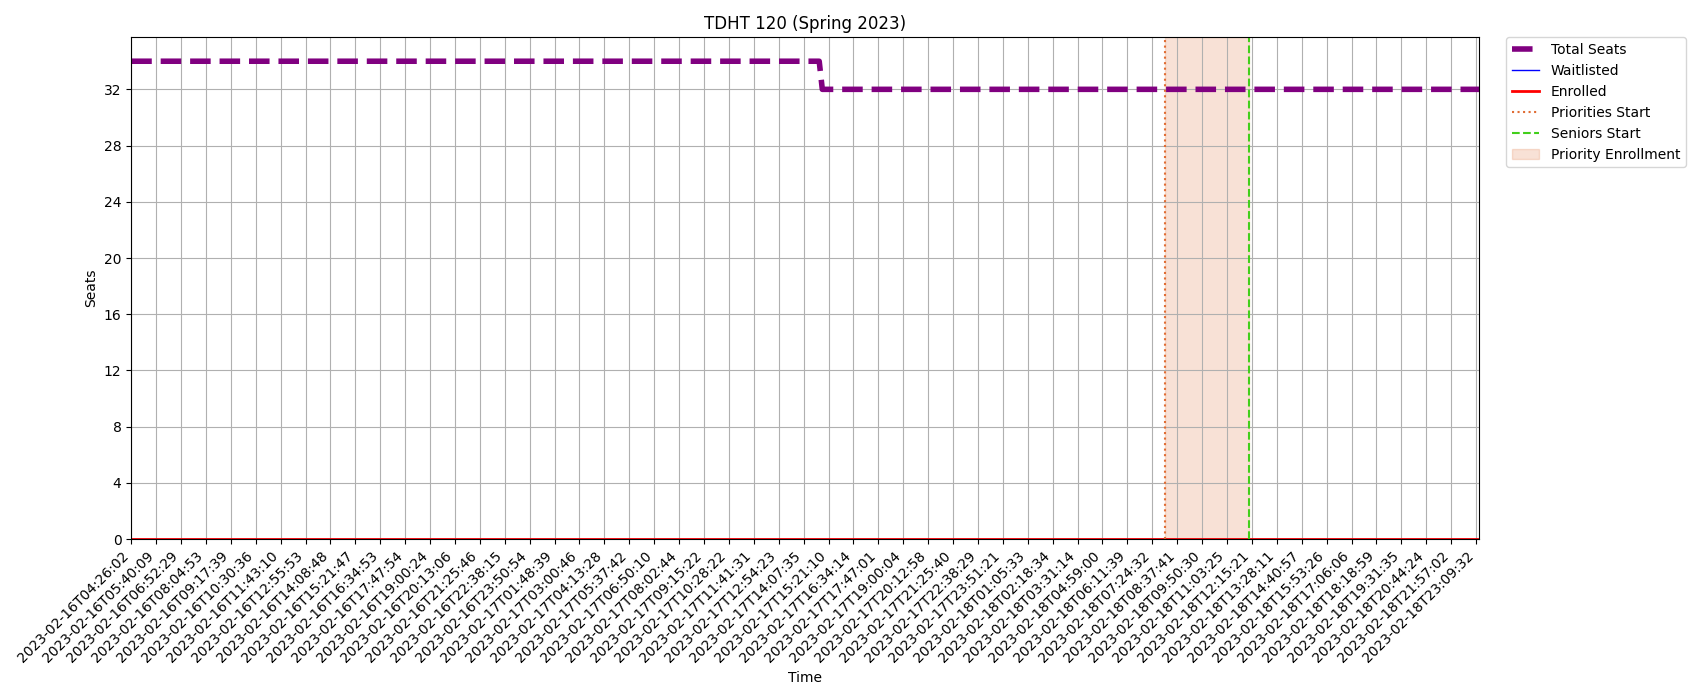 TDHT 120 (Spring 2023)
Total Seats
Waitlisted
Enrolled
Priorities Start
Seniors Start
Priority Enrollment
Seats
32
28
24
20
16
12
8
4
0
2023-02-16T04:26:02
2023-02-16T05:40:09
2023-02-16T06:52:29
2023-02-16T08:04:53
2023-02-16T09:17:39
2023-02-16T10:30:36
2023-02-16T11:43:10
2023-02-16T12:55:53
2023-02-16T14:08:48
2023-02-16T15:21:47
2023-02-16T16:34:53
2023-02-16T17:47:54
2023-02-16T19:00:24
2023-02-16T20:13:06
2023-02-16T21:25:46
2023-02-16T22:38:15
2023-02-16T23:50:54
2023-02-17T01:48:39
2023-02-17T03:00:46
2023-02-17T04:13:28
2023-02-17T05:37:42
2023-02-17T06:50:10
2023-02-17T08:02:44
2023-02-17T09:15:22
2023-02-17T10:28:22
2023-02-17T11:41:31
2023-02-17T12:54:23
2023-02-17T14:07:35
2023-02-17T15:21:10
2023-02-17T16:34:14
2023-02-17T17:47:01
2023-02-17T19:00:04
2023-02-17T20:12:58
2023-02-17T21:25:40
2023-02-17T22:38:29
2023-02-17T23:51:21
2023-02-18T01:05:33
2023-02-18T02:18:34
2023-02-18T03:31:14
2023-02-18T04:59:00
2023-02-18T06:11:39
2023-02-18T07:24:32
2023-02-18T08:37:41
2023-02-18T09:50:30
2023-02-18T11:03:25
2023-02-18T12:15:21
2023-02-18T13:28:11
2023-02-18T14:40:57
2023-02-18T15:53:26
2023-02-18T17:06:06
2023-02-18T18:18:59
2023-02-18T19:31:35
2023-02-18T20:44:24
2023-02-18T21:57:02
2023-02-18T23:09:32
Time